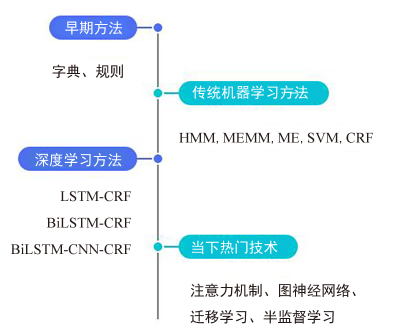 早期方法
字典、规则
传统机器学习方法
HMM, MEMM, ME, SVM, CRF
深度学习方法
LSTM-CRF
BiLSTM-CRF
BiLSTM-CNN-CRF
当下热门技术
注意力机制、图神经网络、
迁移学习、半监督学习